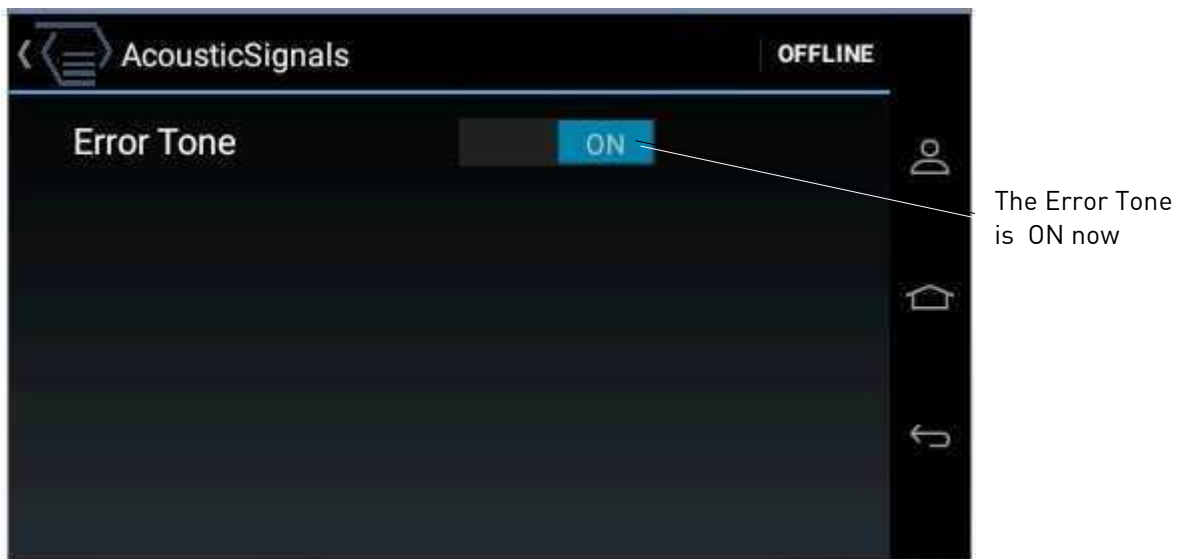 AcousticSignals
OFFLINE
Error Tone
ON
The Error Tone
is ON now